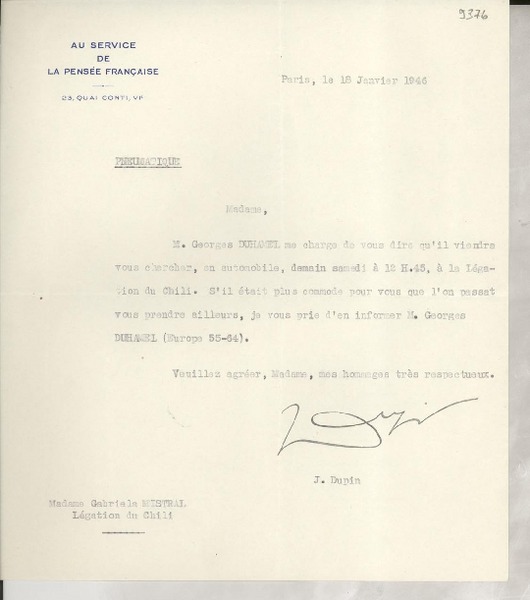 9376
AU SERVICE
DE
LA PENSÉE FRANÇAISE
23, QUAI CONTI, VIe
Paris, le 18 Janvier 1946
PNEUMATIQUE
Madame,
M. Georges DUHAMEL me charge de vous dire qu'il viendra
vous chercher, en automobile, demain samedi à 12 H.45, à la Léga-
tion du Chili. S'il était plus commode pour vous que l'on passat
vous prendre ailleurs, je vous prie d'en informer M. Georges
DUHAMEL (Europe 55-64).
Veuillez agréer, Madame, mes hommages très respectueux.
J. Dupin
Madame Gabriela MISTRAL
Légation du Chili